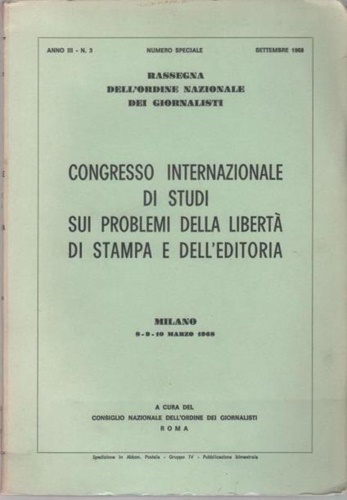 ANNO III - N. 3 NUMERO SPECIALE SETTEMBRE 1968
RASSEGNA
DELL'ORDINE NAZIONALE
DEI GIORNALISTI
CONGRESSO INTERNAZIONALE
DI STUDI
SUI PROBLEMI DELLA LIBERTÀ
DI STAMPA E DELL'EDITORIA
MILANO
8-9-10 MARZO 1968
A CURA DEL
CONSIGLIO NAZIONALE DELL'ORDINE DEI GIORNALISTI
ROMA
Spedizione in Abbon. Postale - Gruppo IV - Pubblicazione bimestrale